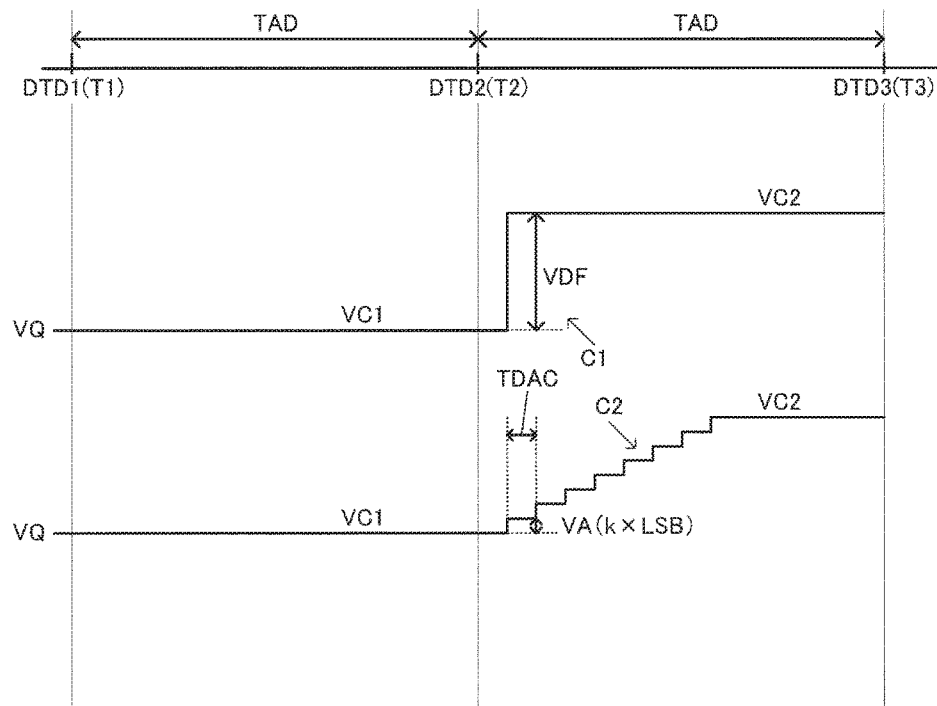 TAD TAD
DTD1(T1) DTD2(T2) DTD3(T3)
VC2
VDF
VC1
VQ
C1
TDAC
C2 VC2
VC1
VQ VA(k×LSB)